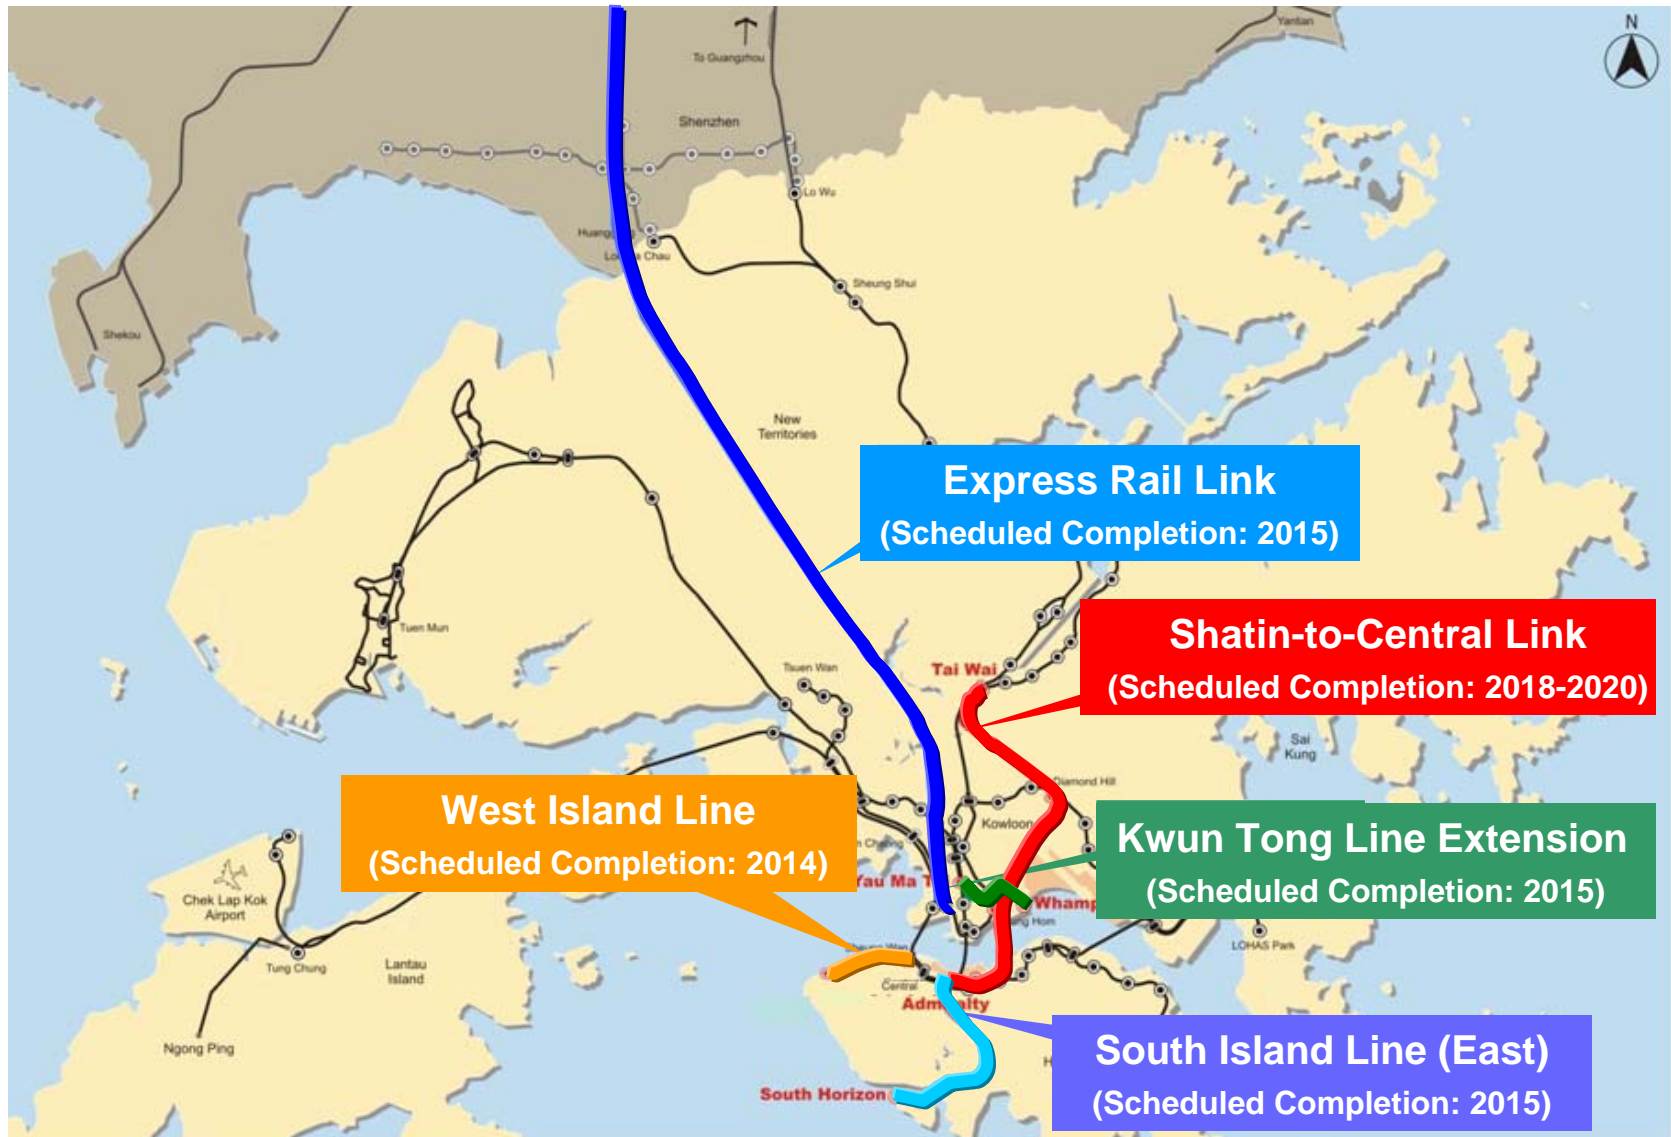 Yantian
N
To Guangzhou
Shenzhen
Lo Wu
Sheung Shui
Shekou
New
Territories
Express Rail Link
(Scheduled Completion: 2015)
Tuen Mun
Tsuen Wan
Tai Wai
Shatin-to-Central Link
(Scheduled Completion: 2018-2020)
Sai
Kung
Diamond Hill
Kowloon
West Island Line
(Scheduled Completion: 2014)
Kwun Tong Line Extension
(Scheduled Completion: 2015)
Yau Ma T
Whamp
Chek Lap Kok
Airport
LOHAS Park
Tung Chung
Lantau
Island
Central
Ngong Ping
South Island Line (East)
(Scheduled Completion: 2015)
South Horizon